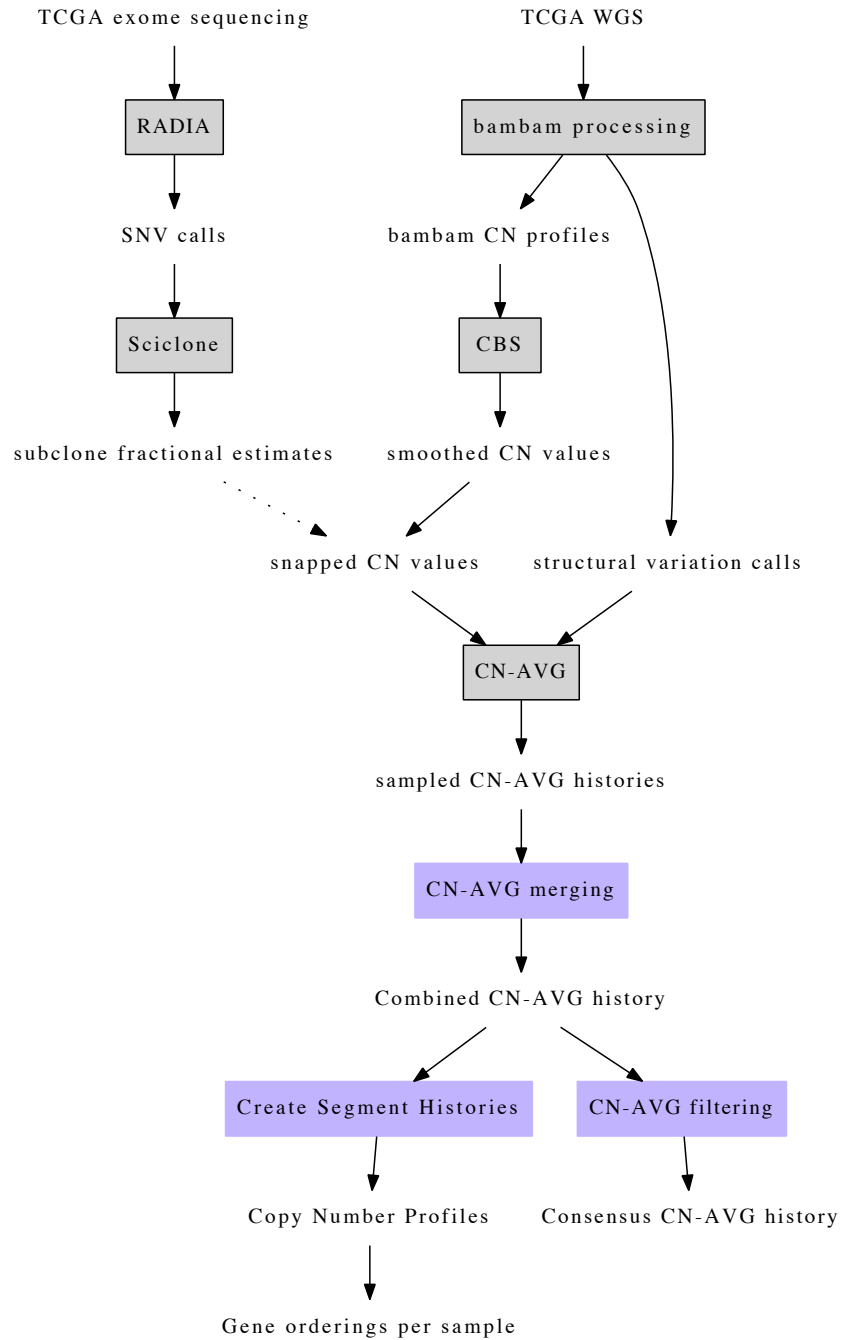 TCGA exome sequencing
TCGA WGS
RADIA
bambam processing
SNV calls
bambam CN profiles
Sciclone
CBS
subclone fractional estimates
smoothed CN values
snapped CN values
structural variation calls
CN-AVG
sampled CN-AVG histories
CN-AVG merging
Combined CN-AVG history
Create Segment Histories
CN-AVG filtering
Copy Number Profiles
Consensus CN-AVG history
Gene orderings per sample